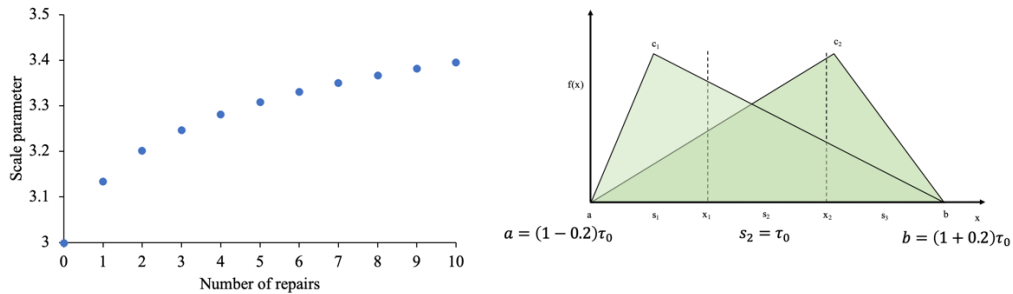 3.5
3.4
3.3
3.2
3.1
3
Scale parameter
0 1 2 3 4 5 6 7 8 9 10
Number of repairs
c₁ c₂
f(x)
a s₁ x₁ s₂ x₂ s₃ b x
a = (1 − 0.2)τ₀ s₂ = τ₀ b = (1 + 0.2)τ₀